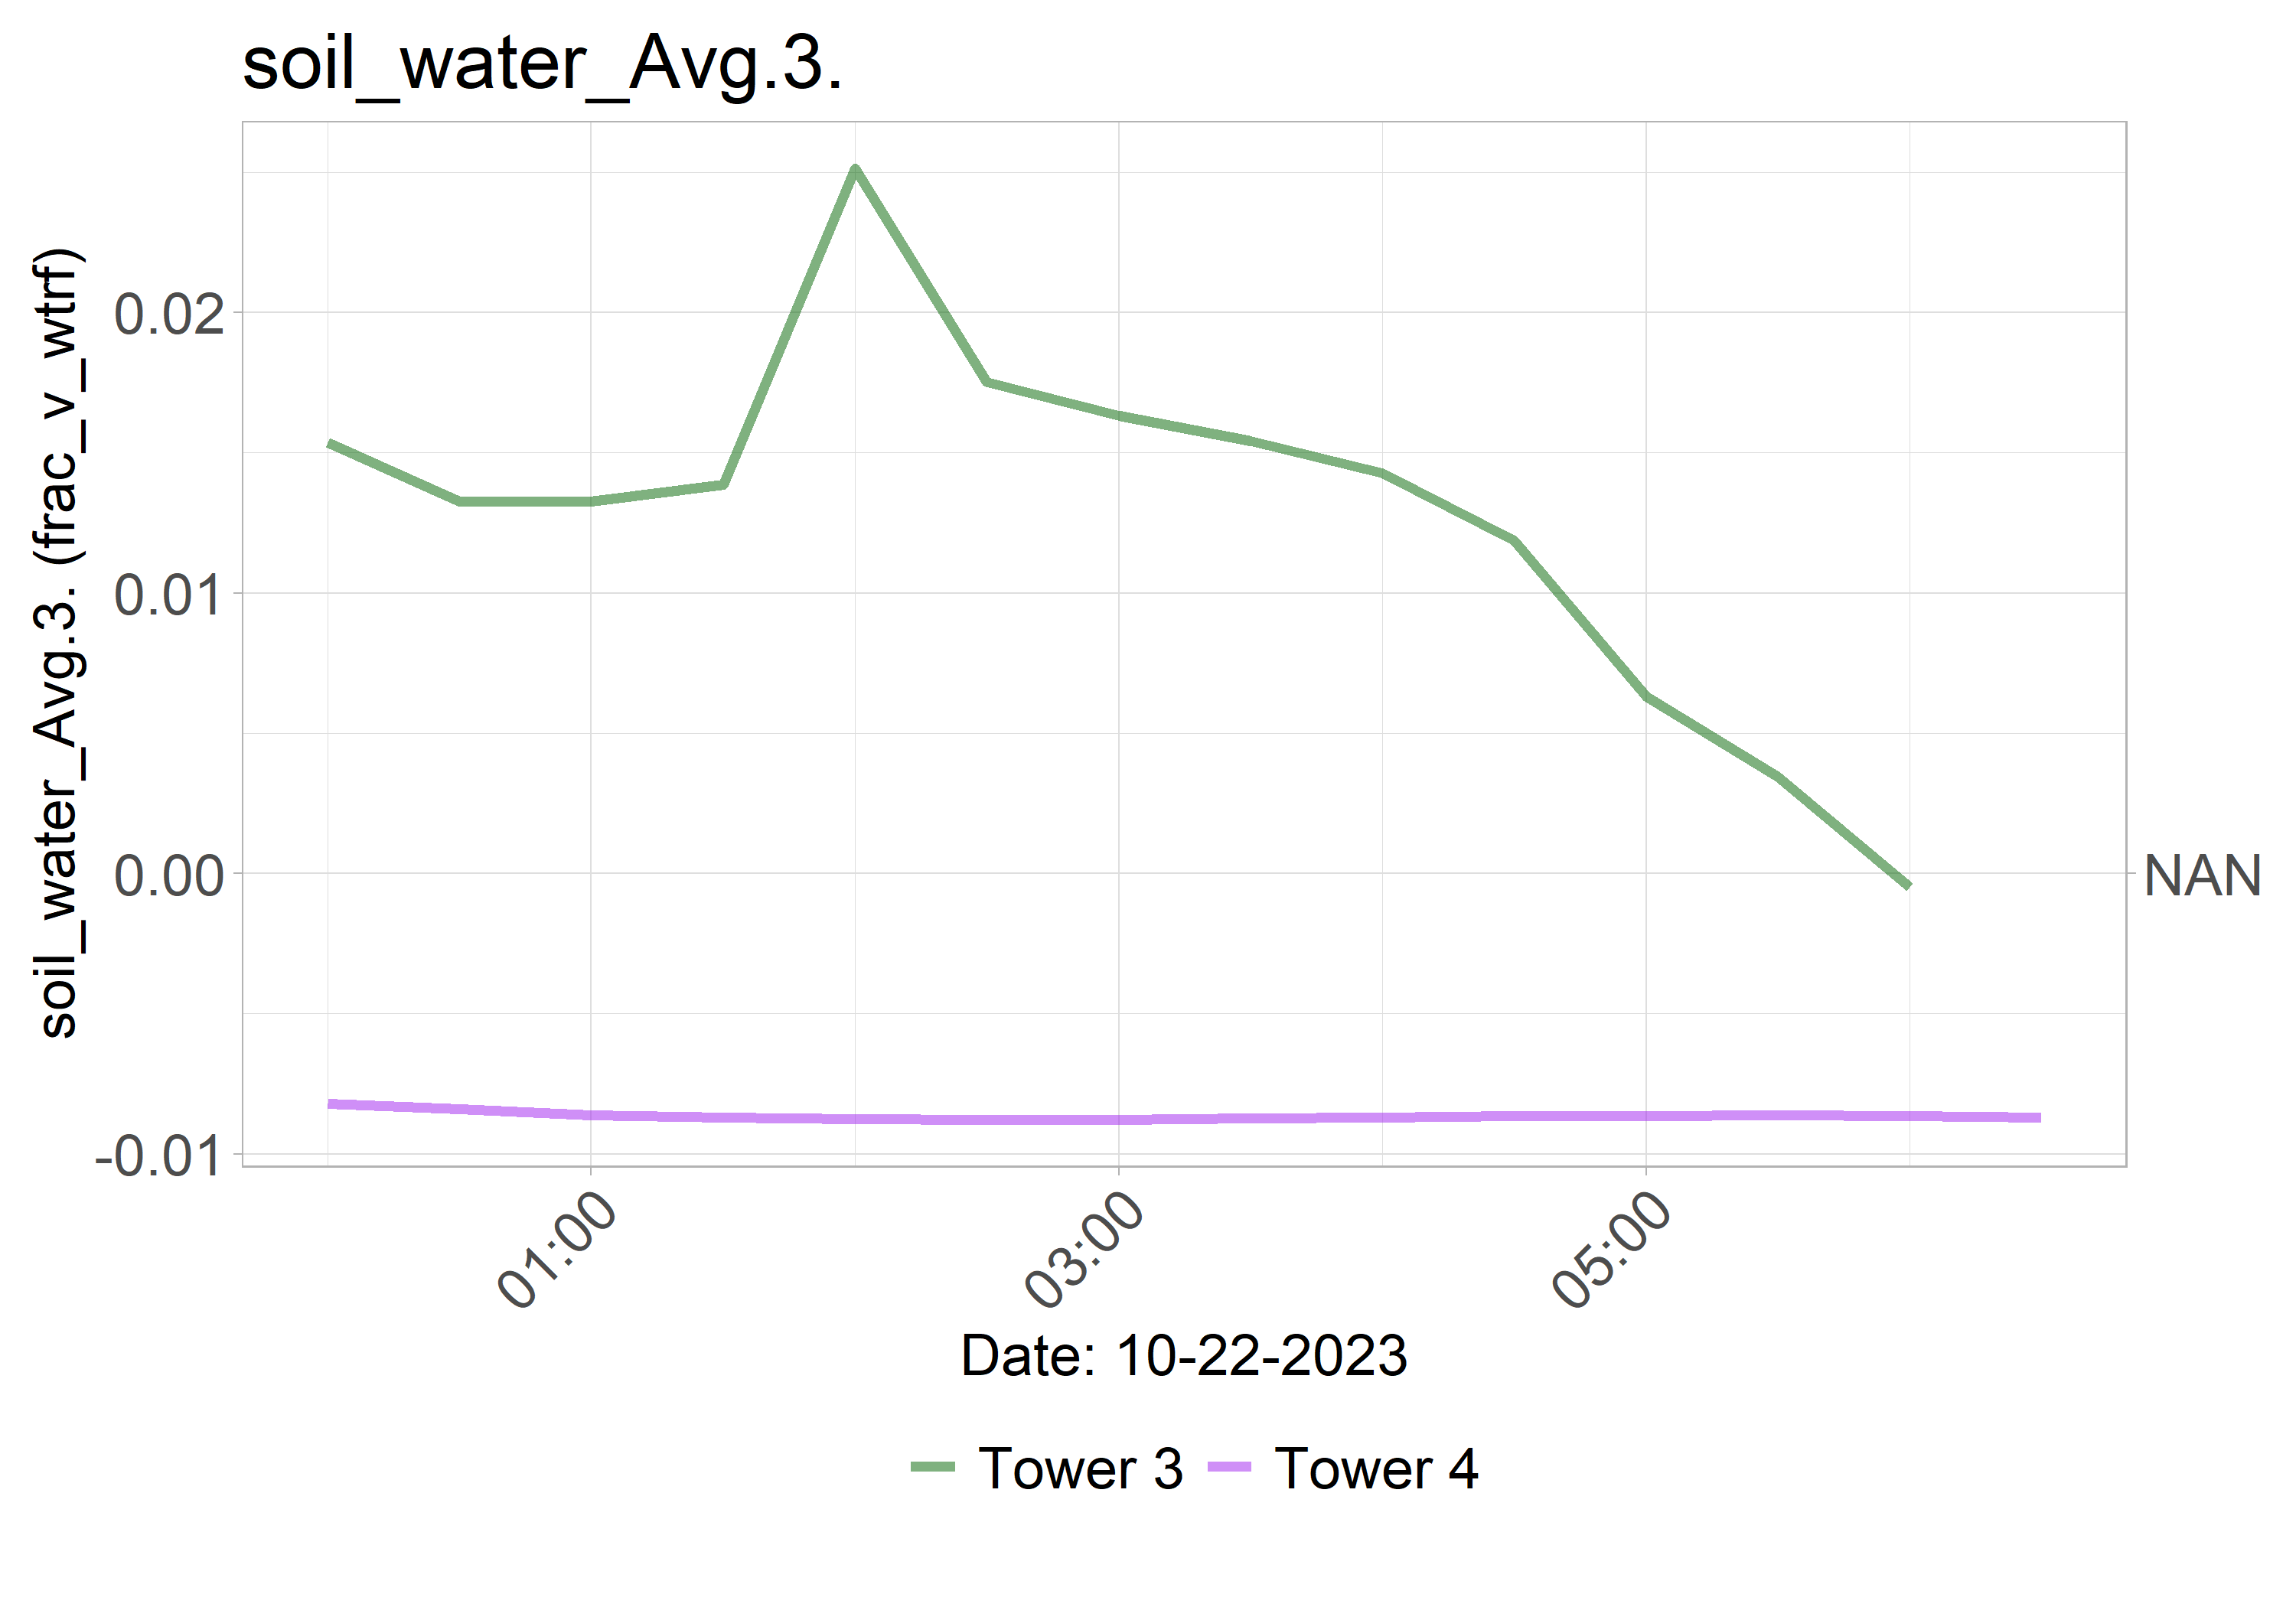 soil_water_Avg.3.
soil_water_Avg.3. (frac_v_wtrf)
0.02
0.01
0.00
-0.01
NAN
01:00
03:00
05:00
Date: 10-22-2023
Tower 3
Tower 4